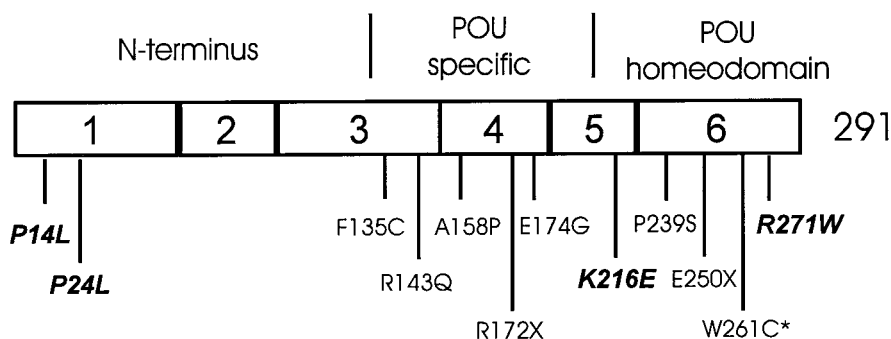 N-terminus
POU
specific
POU
homeodomain
1 2 3 4 5 6 291
P14L
P24L
F135C
R143Q
A158P
R172X
E174G
K216E
P239S
E250X
W261C*
R271W